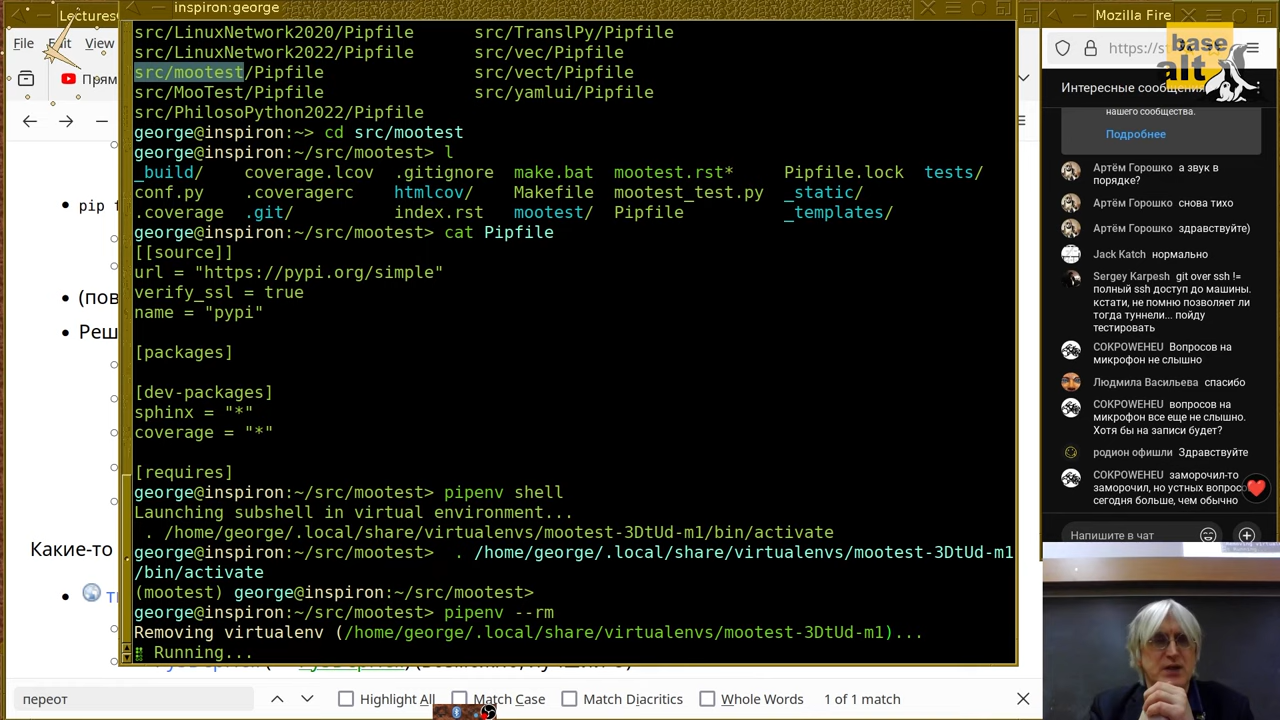 Lectures
inspiron:george
Mozilla Fire
File Edit View
https://st
base
alt
Прям
Интересные сообщения
нашего сообщества.
Подробнее
src/LinuxNetwork2020/Pipfile src/TranslPy/Pipfile
src/LinuxNetwork2022/Pipfile src/vec/Pipfile
src/mootest/Pipfile src/vect/Pipfile
src/MooTest/Pipfile src/yamlui/Pipfile
src/PhilosoPython2022/Pipfile
george@inspiron:~> cd src/mootest
george@inspiron:~/src/mootest> l
_build/ coverage.lcov .gitignore make.bat mootest.rst* Pipfile.lock tests/
conf.py .coveragerc htmlcov/ Makefile mootest_test.py _static/
.coverage .git/ index.rst mootest/ Pipfile _templates/
george@inspiron:~/src/mootest> cat Pipfile
[[source]]
url = "https://pypi.org/simple"
verify_ssl = true
name = "pypi"
[packages]
[dev-packages]
sphinx = "*"
coverage = "*"
[requires]
george@inspiron:~/src/mootest> pipenv shell
Launching subshell in virtual environment...
. /home/george/.local/share/virtualenvs/mootest-3DtUd-m1/bin/activate
george@inspiron:~/src/mootest> . /home/george/.local/share/virtualenvs/mootest-3DtUd-m1
/bin/activate
(mootest) george@inspiron:~/src/mootest>
george@inspiron:~/src/mootest> pipenv --rm
Removing virtualenv (/home/george/.local/share/virtualenvs/mootest-3DtUd-m1)...
Running...
pip f
(пов
Реш
Какие-то
Артём Горошко а звук в
порядке?
Артём Горошко снова тихо
Артём Горошко здравствуйте)
Jack Katch нормально
Sergey Karpesh git over ssh !=
полный ssh доступ до машины.
кстати, не помню позволяет ли
тогда туннели... пойду
тестировать
COKPOWEHEU Вопросов на
микрофон не слышно
Людмила Васильева спасибо
COKPOWEHEU вопросов на
микрофон все еще не слышно.
Хотя бы на записи будет?
родион офишли Здравствуйте
COKPOWEHEU заморочил-то
заморочил, но устных вопросо
сегодня больше, чем обычно
Напишите в чат
переот
Highlight All Match Case Match Diacritics Whole Words 1 of 1 match